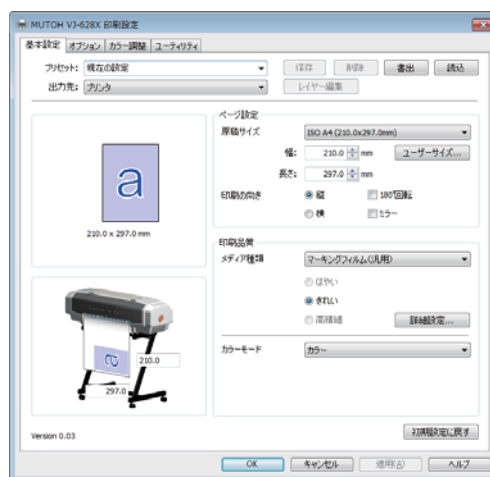 MUTOH VJ-628X 印刷設定
基本設定 オプション カラー調整 ユーティリティ
プリセット: 現在の設定 保存 削除 書出 読込
出力先: プリンタ レイヤー編集
ページ設定
原稿サイズ ISO A4 (210.0x297.0mm)
幅: 210.0 mm ユーザーサイズ...
長さ: 297.0 mm
印刷の向き 縦 180°回転
横 ミラー
a
210.0 x 297.0 mm
印刷品質
メディア種類 マーキングフィルム(汎用)
はやい
きれい
高精細 詳細設定...
カラーモード カラー
a
210.0
297.0
Version 0.03 初期設定に戻す
OK キャンセル 適用(A) ヘルプ